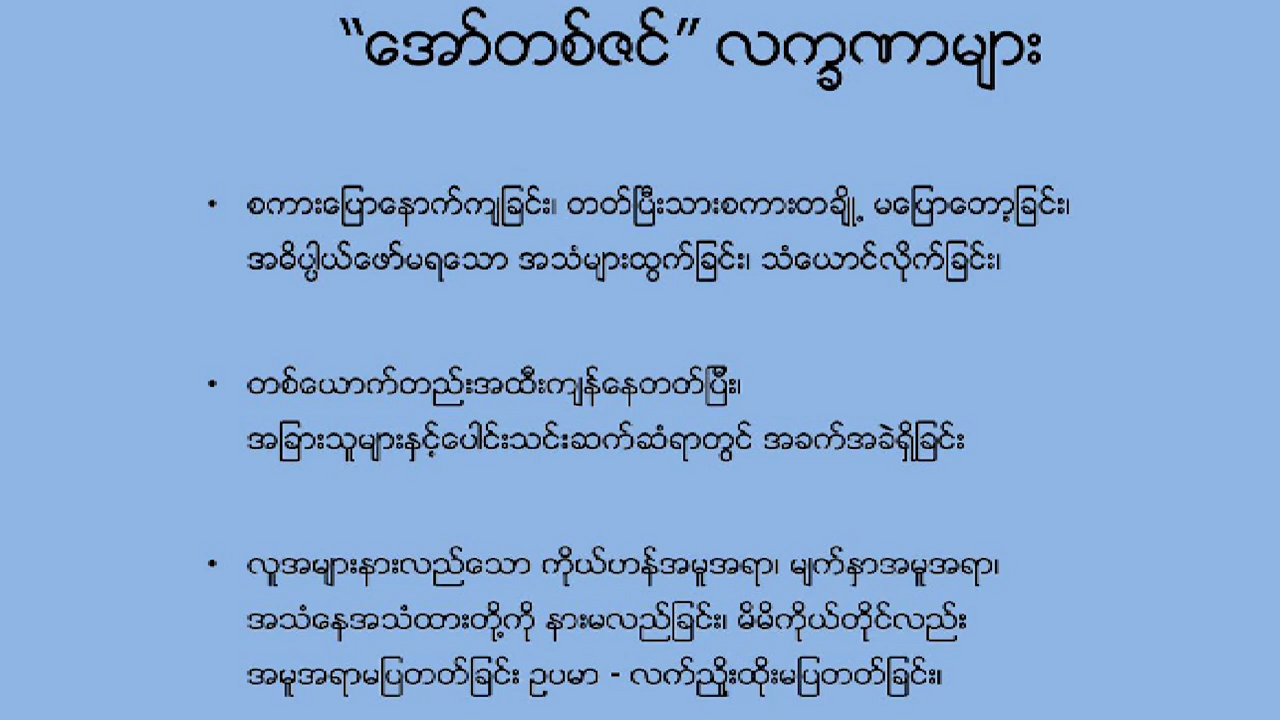 “အော်တစ်ဇင်” လက္ခဏာများ
• စကားပြောနောက်ကျခြင်း၊ တတ်ပြီးသားစကားတချို့ မပြောတော့ခြင်း၊
အဓိပ္ပါယ်ဖော်မရသော အသံများထွက်ခြင်း၊ သံယောင်လိုက်ခြင်း၊
• တစ်ယောက်တည်းအထီးကျန်နေတတ်ပြီး၊
အခြားသူများနှင့်ပေါင်းသင်းဆက်ဆံရာတွင် အခက်အခဲရှိခြင်း
• လူအများနားလည်သော ကိုယ်ဟန်အမူအရာ၊ မျက်နှာအမူအရာ၊
အသံနေအသံထားတို့ကို နားမလည်ခြင်း၊ မိမိကိုယ်တိုင်လည်း
အမူအရာမပြတတ်ခြင်း ဥပမာ - လက်ညှိုးထိုးမပြတတ်ခြင်း၊